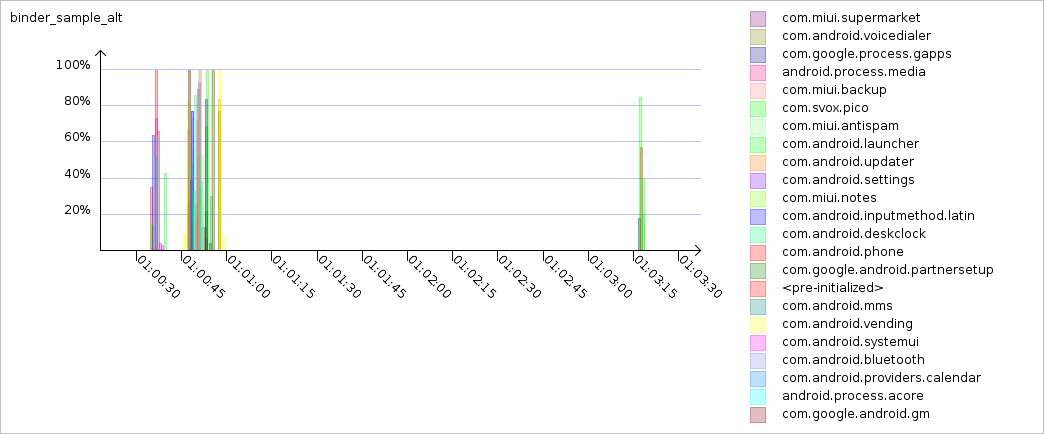 binder_sample_alt
100%
80%
60%
40%
20%
01:00:30
01:00:45
01:01:00
01:01:15
01:01:30
01:01:45
01:02:00
01:02:15
01:02:30
01:02:45
01:03:00
01:03:15
01:03:30
com.miui.supermarket
com.android.voicedialer
com.google.process.gapps
android.process.media
com.miui.backup
com.svox.pico
com.miui.antispam
com.android.launcher
com.android.updater
com.android.settings
com.miui.notes
com.android.inputmethod.latin
com.android.deskclock
com.android.phone
com.google.android.partnersetup
<pre-initialized>
com.android.mms
com.android.vending
com.android.systemui
com.android.bluetooth
com.android.providers.calendar
android.process.acore
com.google.android.gm